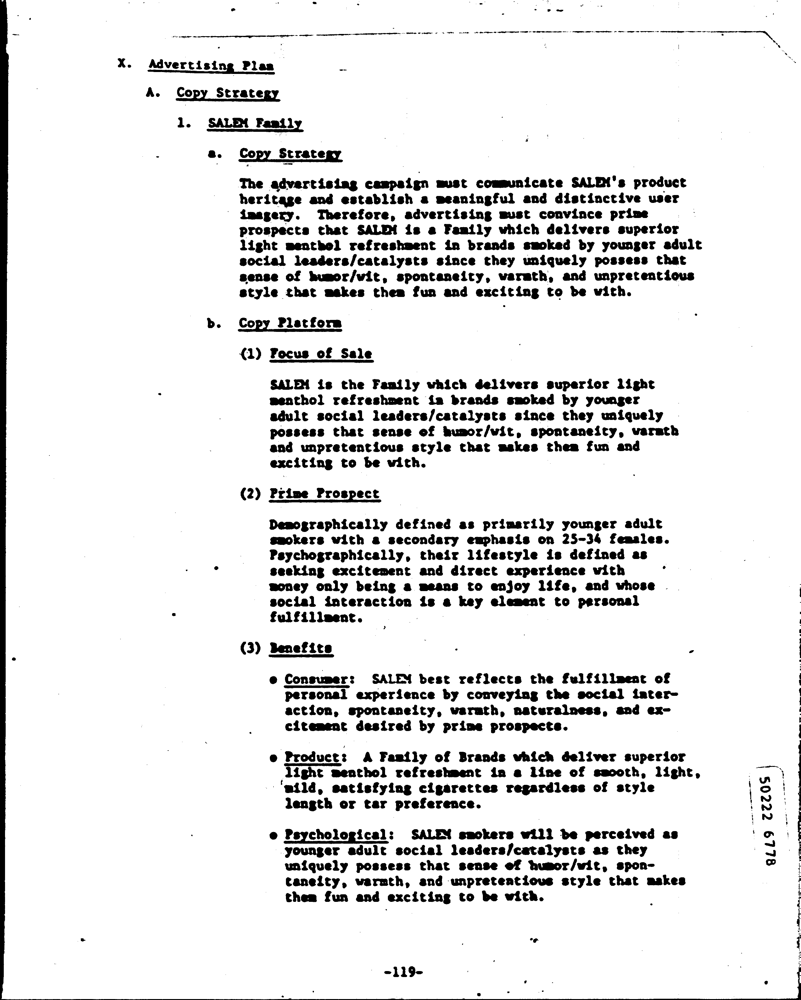 X. Advertising Plan
A. Copy Strategy
1. SALEM Family
a. Copy Strategy
The advertising campaign must communicate SALEM's product
heritage and establish a meaningful and distinctive user
imagery. Therefore, advertising must convince prime
prospects that SALEM is a Family which delivers superior
light menthol refreshment in brands smoked by younger adult
social leaders/catalysts since they uniquely possess that
sense of humor/wit, spontaneity, warmth, and unpretentious
style that makes them fun and exciting to be with.
b. Copy Platform
(1) Focus of Sale
SALEM is the Family which delivers superior light
menthol refreshment in brands smoked by younger
adult social leaders/catalysts since they uniquely
possess that sense of humor/wit, spontaneity, warmth
and unpretentious style that makes them fun and
exciting to be with.
(2) Prime Prospect
Demographically defined as primarily younger adult
smokers with a secondary emphasis on 25-34 females.
Psychographically, their lifestyle is defined as
seeking excitement and direct experience with
money only being a means to enjoy life, and whose
social interaction is a key element to personal
fulfillment.
(3) Benefits
• Consumer: SALEM best reflects the fulfillment of
personal experience by conveying the social inter-
action, spontaneity, warmth, naturalness, and ex-
citement desired by prime prospects.
• Product: A Family of Brands which deliver superior
light menthol refreshment in a line of smooth, light,
mild, satisfying cigarettes regardless of style
length or tar preference.
• Psychological: SALEM smokers will be perceived as
younger adult social leaders/catalysts as they
uniquely possess that sense of humor/wit, spon-
taneity, warmth, and unpretentious style that makes
them fun and exciting to be with.
50222 6778
-119-